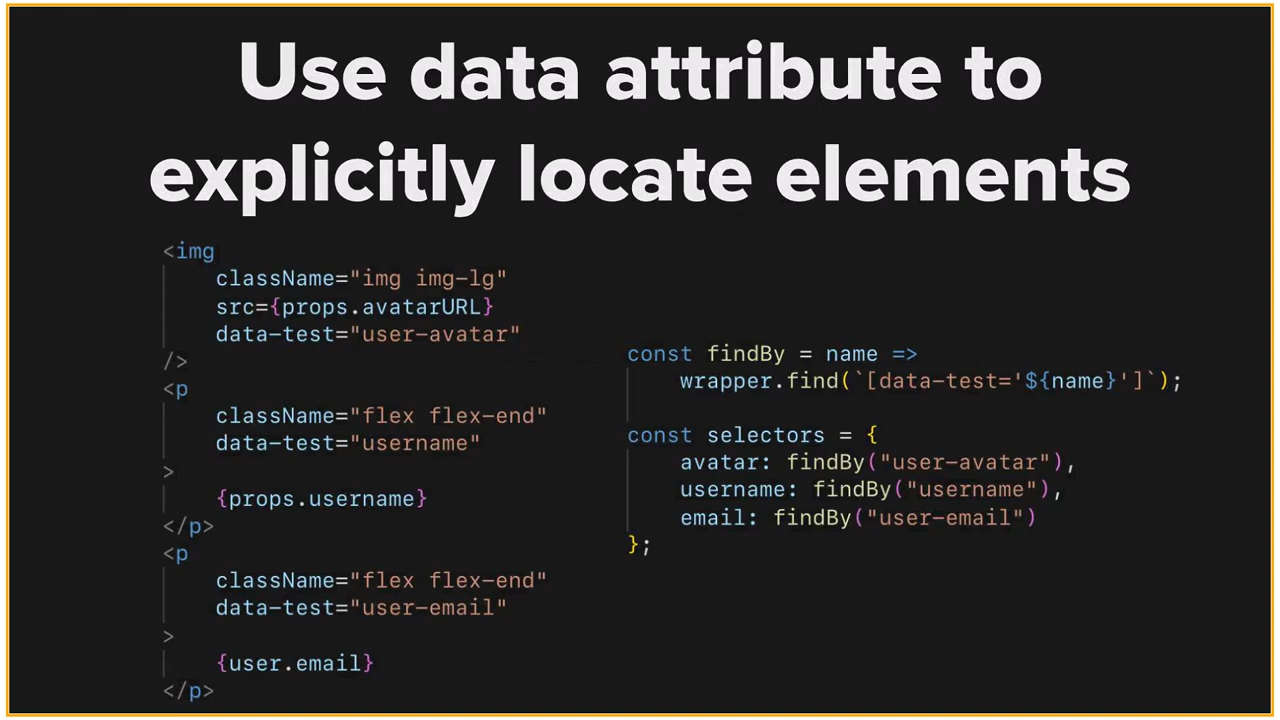 Use data attribute to
explicitly locate elements
<img
className="img img-lg"
src={props.avatarURL}
data-test="user-avatar"
/>
<p
className="flex flex-end"
data-test="username"
>
{props.username}
</p>
<p
className="flex flex-end"
data-test="user-email"
>
{user.email}
</p>
const findBy = name =>
wrapper.find(`[data-test='${name}']`);
const selectors = {
avatar: findBy("user-avatar"),
username: findBy("username"),
email: findBy("user-email")
};